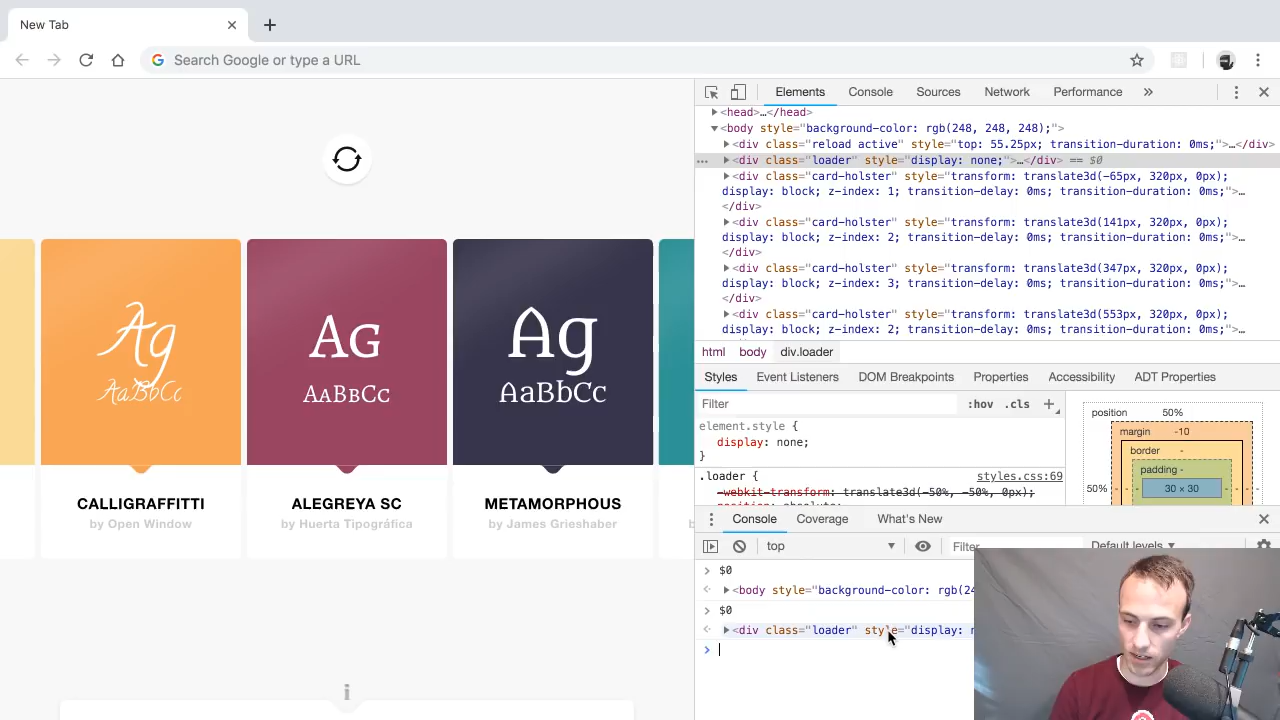 New Tab
Search Google or type a URL
Elements Console Sources Network Performance »
<head>…</head>
<body style="background-color: rgb(248, 248, 248);">
<div class="reload active" style="top: 55.25px; transition-duration: 0ms;">…</div>
… <div class="loader" style="display: none;">…</div> == $0
<div class="card-holster" style="transform: translate3d(-65px, 320px, 0px);
display: block; z-index: 1; transition-delay: 0ms; transition-duration: 0ms;">…
</div>
<div class="card-holster" style="transform: translate3d(141px, 320px, 0px);
display: block; z-index: 2; transition-delay: 0ms; transition-duration: 0ms;">…
</div>
<div class="card-holster" style="transform: translate3d(347px, 320px, 0px);
display: block; z-index: 3; transition-delay: 0ms; transition-duration: 0ms;">…
</div>
<div class="card-holster" style="transform: translate3d(553px, 320px, 0px);
display: block; z-index: 2; transition-delay: 0ms; transition-duration: 0ms;">…
html body div.loader
Styles Event Listeners DOM Breakpoints Properties Accessibility ADT Properties
Filter :hov .cls +
element.style {
display: none;
}
.loader { styles.css:69
-webkit-transform: translate3d(-50%, -50%, 0px);
position 50%
margin -10
border -
padding -
50% - - - 30 × 30 - - -
Ag
AaBbCc
CALLIGRAFFITTI
by Open Window
Ag
AaBbCc
ALEGREYA SC
by Huerta Tipográfica
Ag
AaBbCc
METAMORPHOUS
by James Grieshaber
i
Console Coverage What's New
top Filter Default levels
> $0
<body style="background-color: rgb(24
> $0
<div class="loader" style="display: n
>